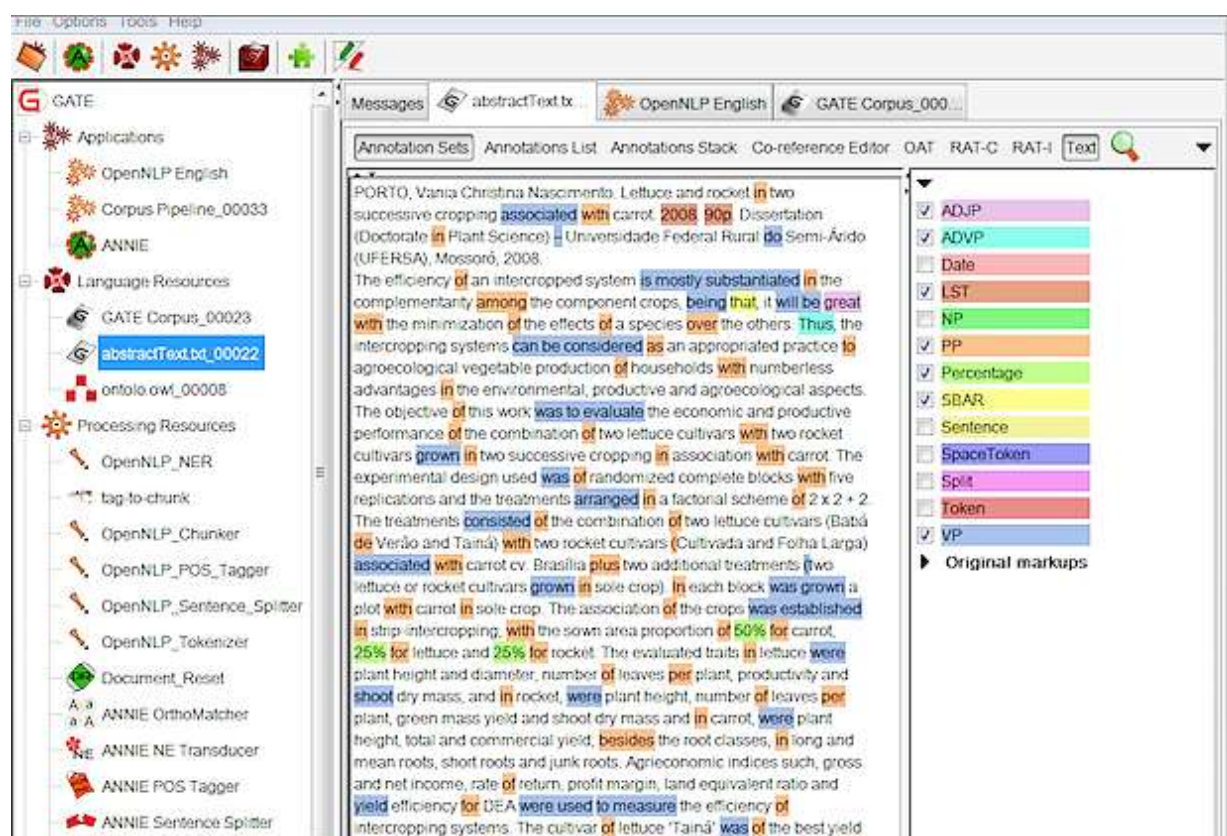 File Options Tools Help
GATE
Applications
OpenNLP English
Corpus Pipeline_00033
ANNIE
Language Resources
GATE Corpus_00023
abstractText.txt_00022
ontolo.owl_00008
Processing Resources
OpenNLP_NER
tag-to-chunk
OpenNLP_Chunker
OpenNLP_POS_Tagger
OpenNLP_Sentence_Splitter
OpenNLP_Tokenizer
Document_Reset
ANNIE OrthoMatcher
ANNIE NE Transducer
ANNIE POS Tagger
ANNIE Sentence Splitter
Messages abstractText.tx... OpenNLP English GATE Corpus_000...
Annotation Sets Annotations List Annotations Stack Co-reference Editor OAT RAT-C RAT-I Text
PORTO, Vania Christina Nascimento. Lettuce and rocket in two
successive cropping associated with carrot. 2008. 90p. Dissertation
(Doctorate in Plant Science) – Universidade Federal Rural do Semi-Árido
(UFERSA), Mossoró, 2008.
The efficiency of an intercropped system is mostly substantiated in the
complementarity among the component crops, being that, it will be great
with the minimization of the effects of a species over the others. Thus, the
intercropping systems can be considered as an appropriated practice to
agroecological vegetable production of households with numberless
advantages in the environmental, productive and agroecological aspects.
The objective of this work was to evaluate the economic and productive
performance of the combination of two lettuce cultivars with two rocket
cultivars grown in two successive cropping in association with carrot. The
experimental design used was of randomized complete blocks with five
replications and the treatments arranged in a factorial scheme of 2 x 2 + 2.
The treatments consisted of the combination of two lettuce cultivars (Babá
de Verão and Tainá) with two rocket cultivars (Cultivada and Folha Larga)
associated with carrot cv. Brasília plus two additional treatments (two
lettuce or rocket cultivars grown in sole crop). In each block was grown a
plot with carrot in sole crop. The association of the crops was established
in strip-intercropping, with the sown area proportion of 50% for carrot,
25% for lettuce and 25% for rocket. The evaluated traits in lettuce were
plant height and diameter, number of leaves per plant, productivity and
shoot dry mass, and in rocket, were plant height, number of leaves per
plant, green mass yield and shoot dry mass and in carrot, were plant
height, total and commercial yield, besides the root classes, in long and
mean roots, short roots and junk roots. Agrieconomic indices such, gross
and net income, rate of return, profit margin, land equivalent ratio and
yield efficiency for DEA were used to measure the efficiency of
intercropping systems. The cultivar of lettuce 'Tainá' was of the best yield
ADJP
ADVP
Date
LST
NP
PP
Percentage
SBAR
Sentence
SpaceToken
Split
Token
VP
Original markups